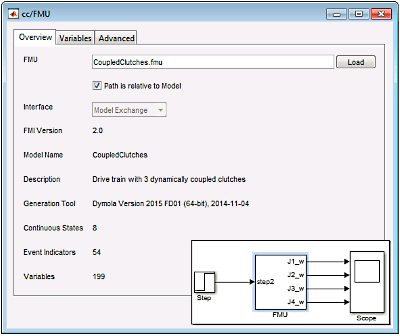 cc/FMU
Overview Variables Advanced
FMU CoupledClutches.fmu Load
Path is relative to Model
Interface Model Exchange
FMI Version 2.0
Model Name CoupledClutches
Description Drive train with 3 dynamically coupled clutches
Generation Tool Dymola Version 2015 FD01 (64-bit), 2014-11-04
Continuous States 8
Event Indicators 54
Variables 199
J1_w
J2_w
step2
J3_w
J4_w
Step
FMU
Scope